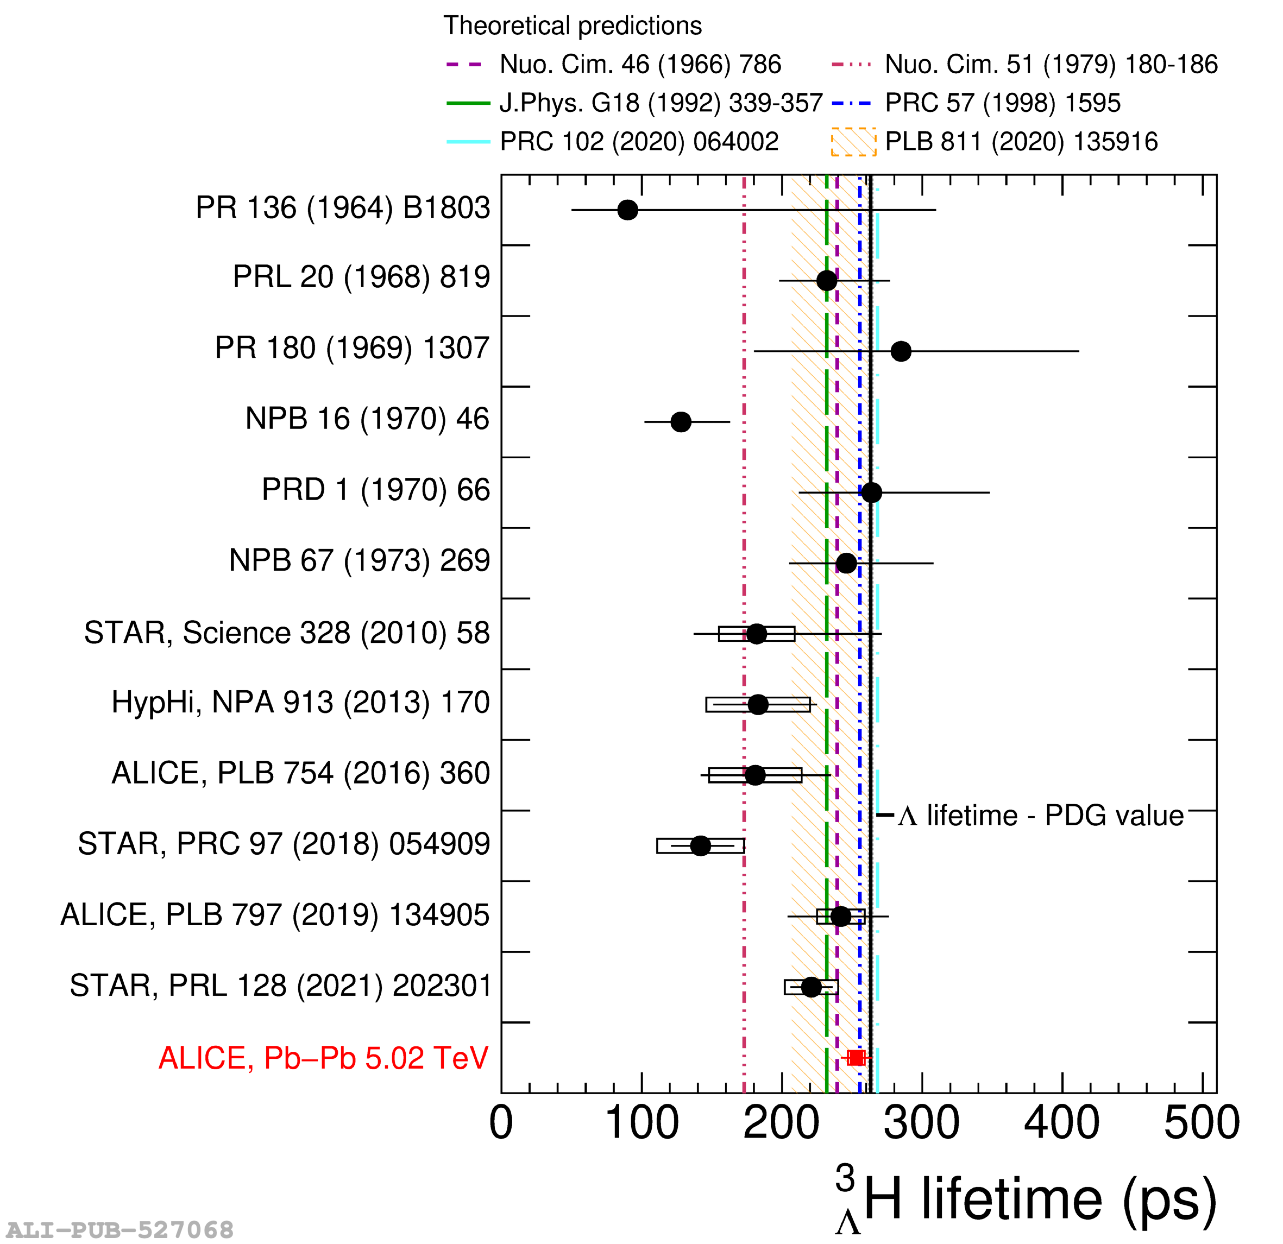 Theoretical predictions
Nuo. Cim. 46 (1966) 786 Nuo. Cim. 51 (1979) 180-186
J.Phys. G18 (1992) 339-357 PRC 57 (1998) 1595
PRC 102 (2020) 064002 PLB 811 (2020) 135916
PR 136 (1964) B1803
PRL 20 (1968) 819
PR 180 (1969) 1307
NPB 16 (1970) 46
PRD 1 (1970) 66
NPB 67 (1973) 269
STAR, Science 328 (2010) 58
HypHi, NPA 913 (2013) 170
ALICE, PLB 754 (2016) 360
Λ lifetime - PDG value
STAR, PRC 97 (2018) 054909
ALICE, PLB 797 (2019) 134905
STAR, PRL 128 (2021) 202301
ALICE, Pb−Pb 5.02 TeV
0 100 200 300 400 500
³ΛH lifetime (ps)
ALI−PUB−527068